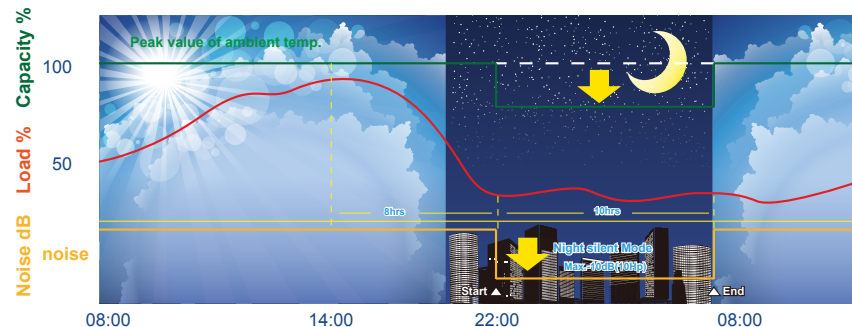 Capacity %
Load %
Noise dB
100
50
noise
Peak value of ambient temp.
8hrs
10hrs
Night silent Mode
Max.-10dB(10Hp)
Start
End
08:00
14:00
22:00
08:00